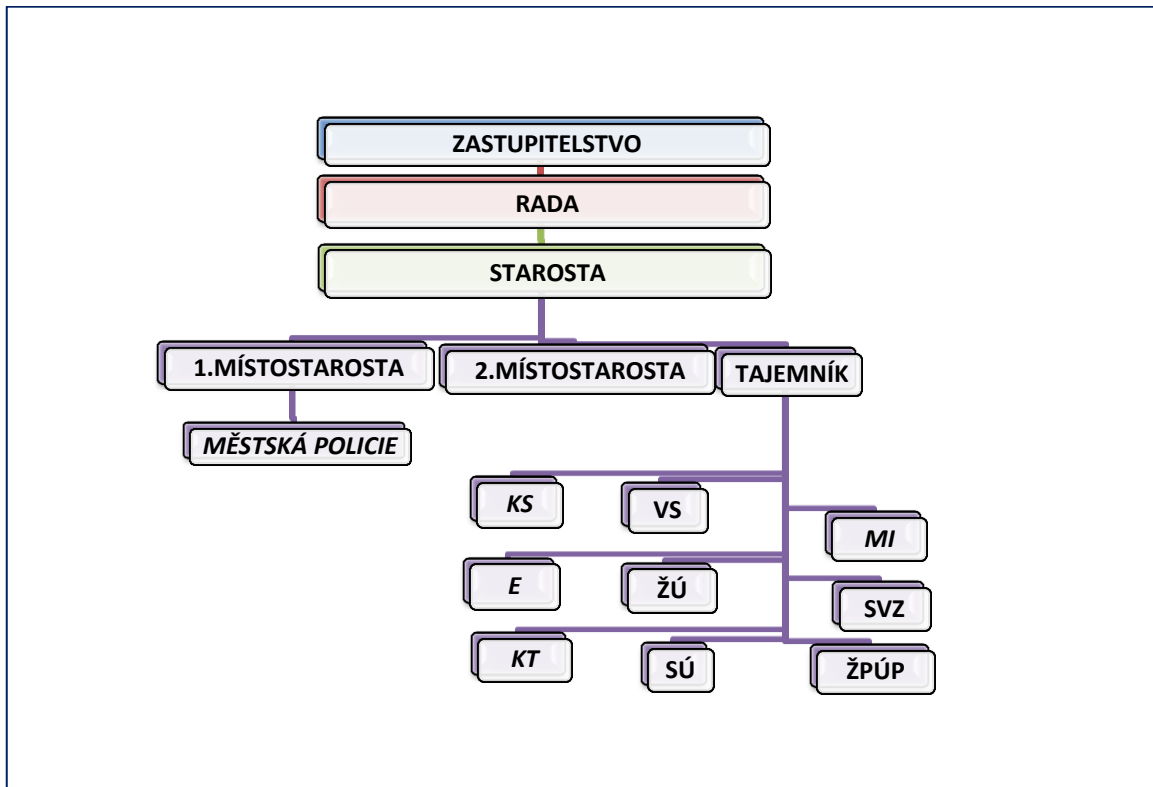 ZASTUPITELSTVO
RADA
STAROSTA
1.MÍSTOSTAROSTA
2.MÍSTOSTAROSTA
TAJEMNÍK
MĚSTSKÁ POLICIE
KS
VS
MI
E
ŽÚ
SVZ
KT
SÚ
ŽPÚP